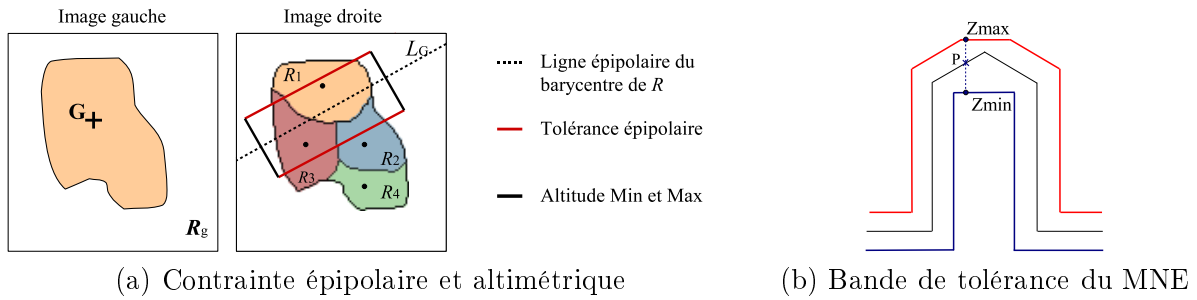 Image gauche
Image droite
G
Rg
LG
R1
R2
R3
R4
Ligne épipolaire du
barycentre de R
Tolérance épipolaire
Altitude Min et Max
Zmax
P
Zmin
(a) Contrainte épipolaire et altimétrique
(b) Bande de tolérance du MNE